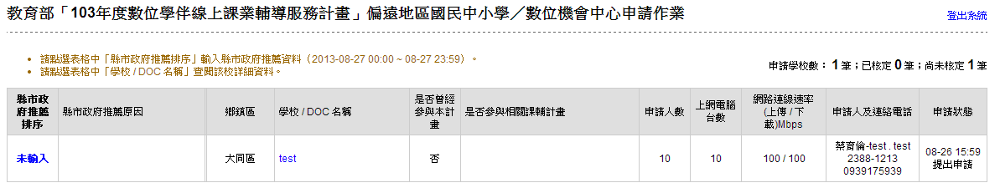 教育部「103年度數位學伴線上課業輔導服務計畫」偏遠地區國民中小學／數位機會中心申請作業
登出系統
請點選表格中「縣市政府推薦排序」輸入縣市政府推薦資料（2013-08-27 00:00 ~ 08-27 23:59）。
請點選表格中「學校 / DOC 名稱」查閱該校詳細資料。
申請學校數： 1 筆；已核定 0 筆；尚未核定 1 筆
縣市政
府推薦
排序
縣市政府推薦原因
鄉鎮區
學校 / DOC 名稱
是否曾經
參與本計
畫
是否參與相關課輔計畫
申請人數
上網電腦
台數
網路連線速率
(上傳 / 下
載)Mbps
申請人及連絡電話
申請狀態
未輸入
大同區
test
否
10
10
100 / 100
蔡育倫-test . test
2388-1213
0939175939
08-26 15:59
提出申請